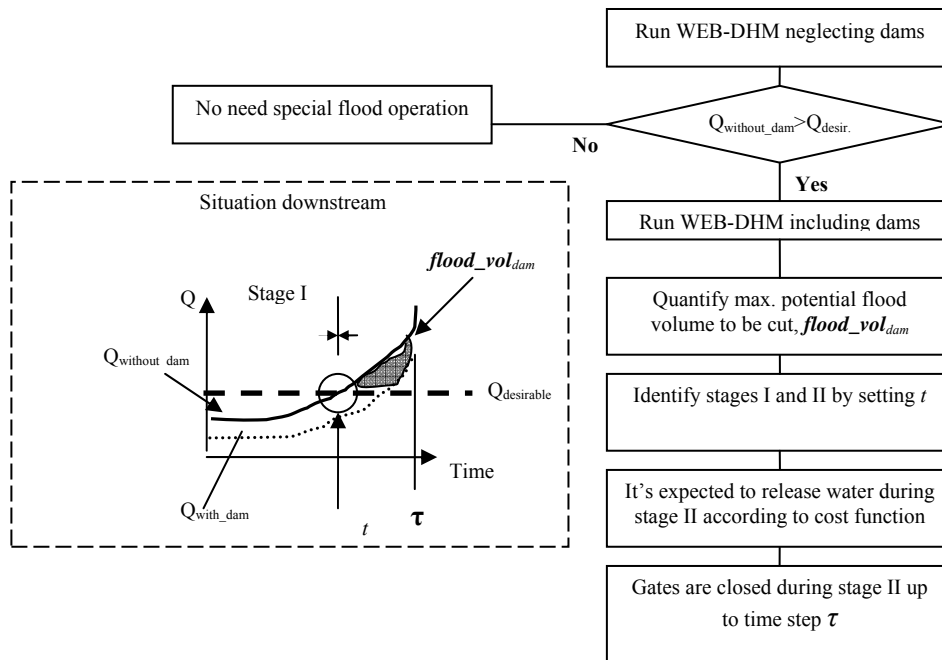 Run WEB-DHM neglecting dams
No need special flood operation
Qwithout_dam>Qdesir.
No
Yes
Run WEB-DHM including dams
Quantify max. potential flood
volume to be cut, flood_voldam
Identify stages I and II by setting t
It's expected to release water during
stage II according to cost function
Gates are closed during stage II up
to time step τ
Situation downstream
flood_voldam
Q
Stage I
Qwithout_dam
Qdesirable
Time
Qwith_dam
t
τ